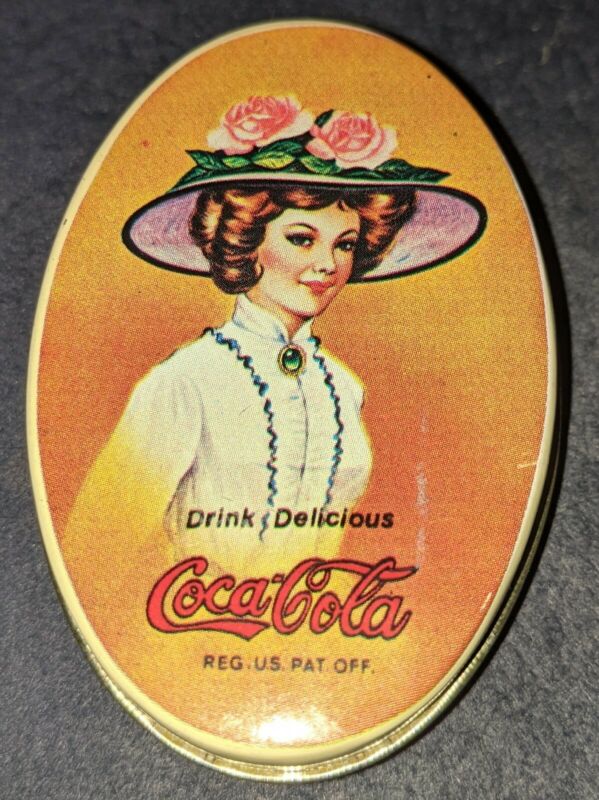 Drink Delicious
Coca-Cola
REG. US. PAT. OFF.